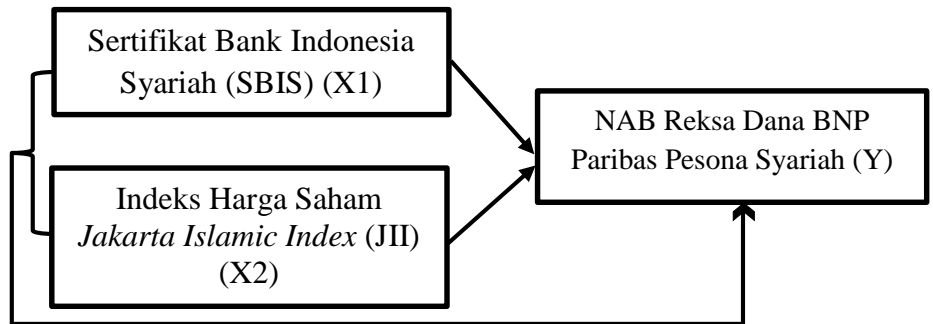 Sertifikat Bank Indonesia
Syariah (SBIS) (X1)
NAB Reksa Dana BNP
Paribas Pesona Syariah (Y)
Indeks Harga Saham
Jakarta Islamic Index (JII)
(X2)